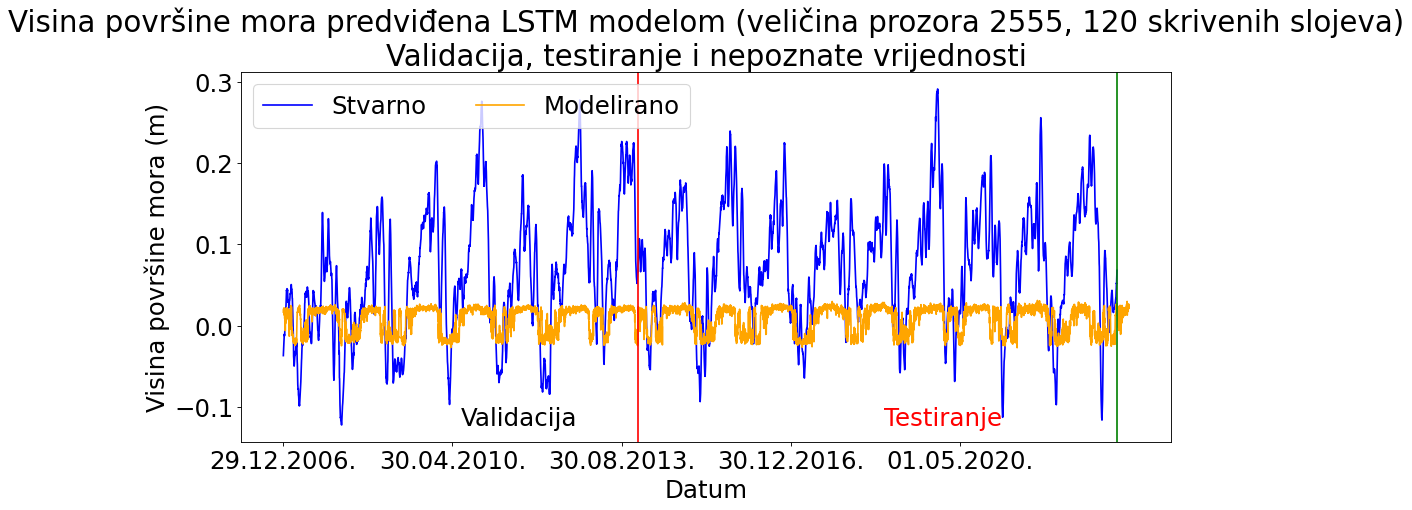 Visina površine mora predviđena LSTM modelom (veličina prozora 2555, 120 skrivenih slojeva)
Validacija, testiranje i nepoznate vrijednosti
Stvarno
Modelirano
Visina površine mora (m)
0.3
0.2
0.1
0.0
−0.1
Validacija
Testiranje
29.12.2006.
30.04.2010.
30.08.2013.
30.12.2016.
01.05.2020.
Datum